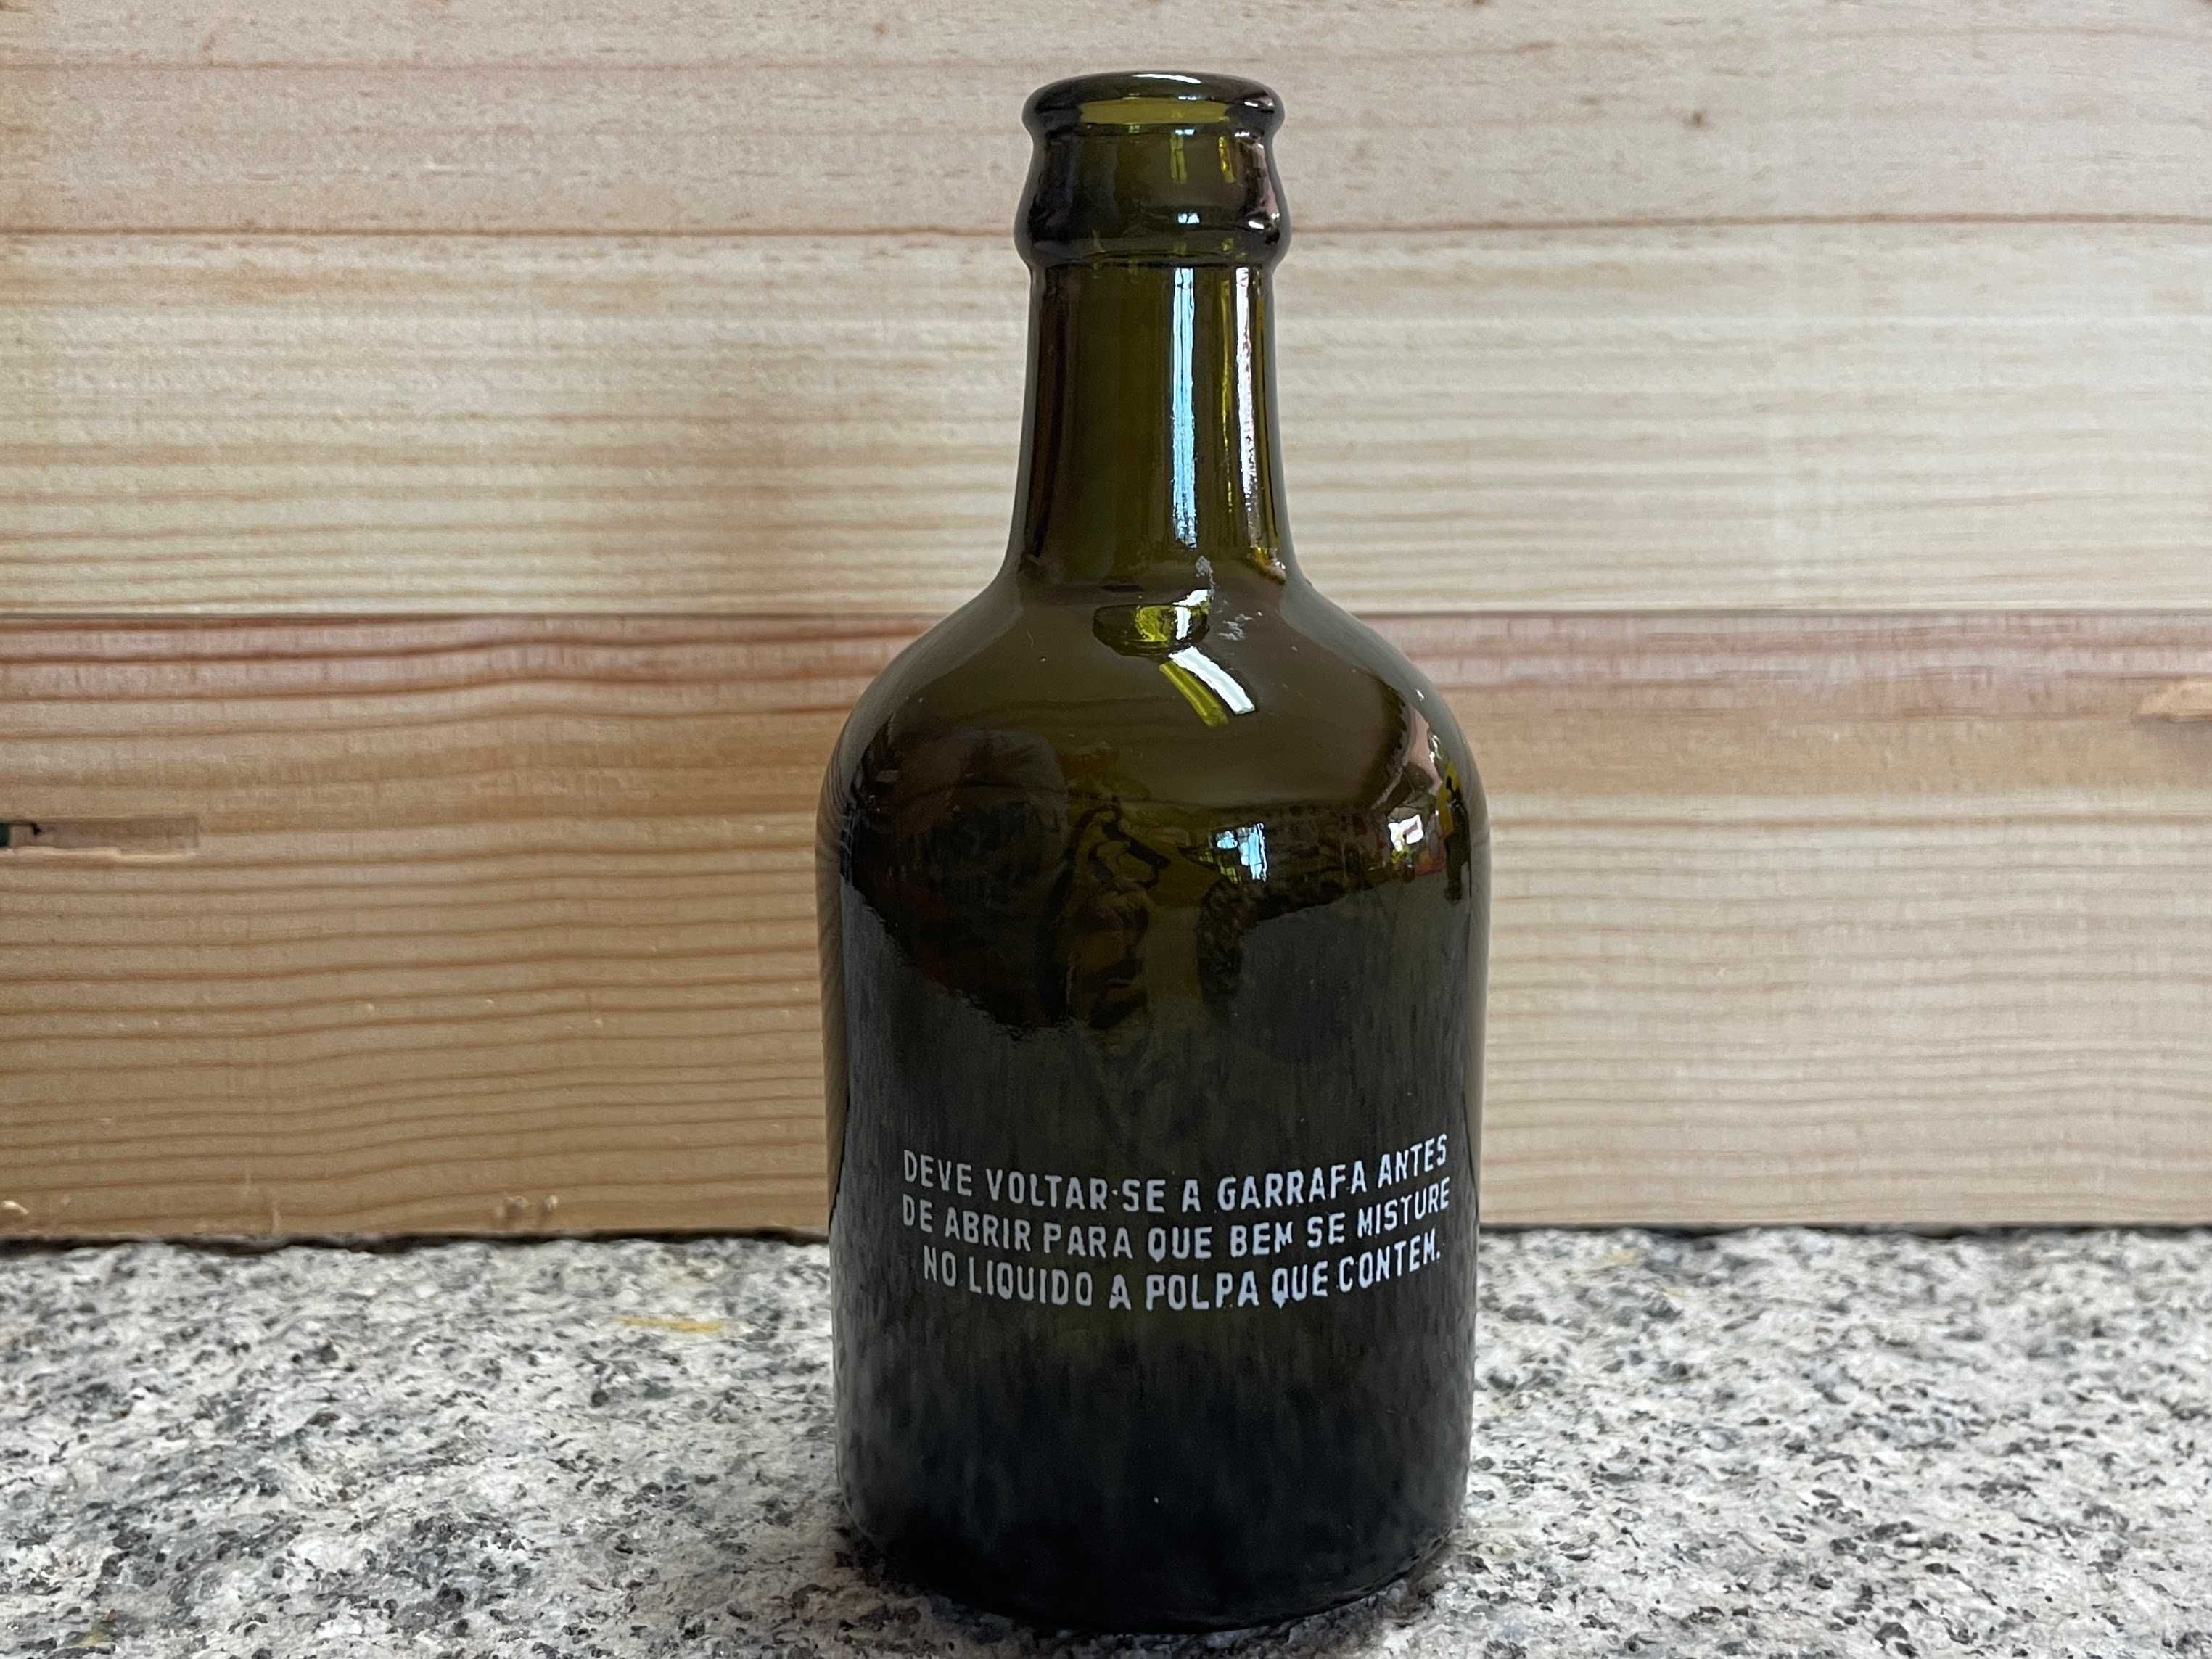 DEVE VOLTAR-SE A GARRAFA ANTES
DE ABRIR PARA QUE BEM SE MISTURE
NO LIQUIDO A POLPA QUE CONTEM.